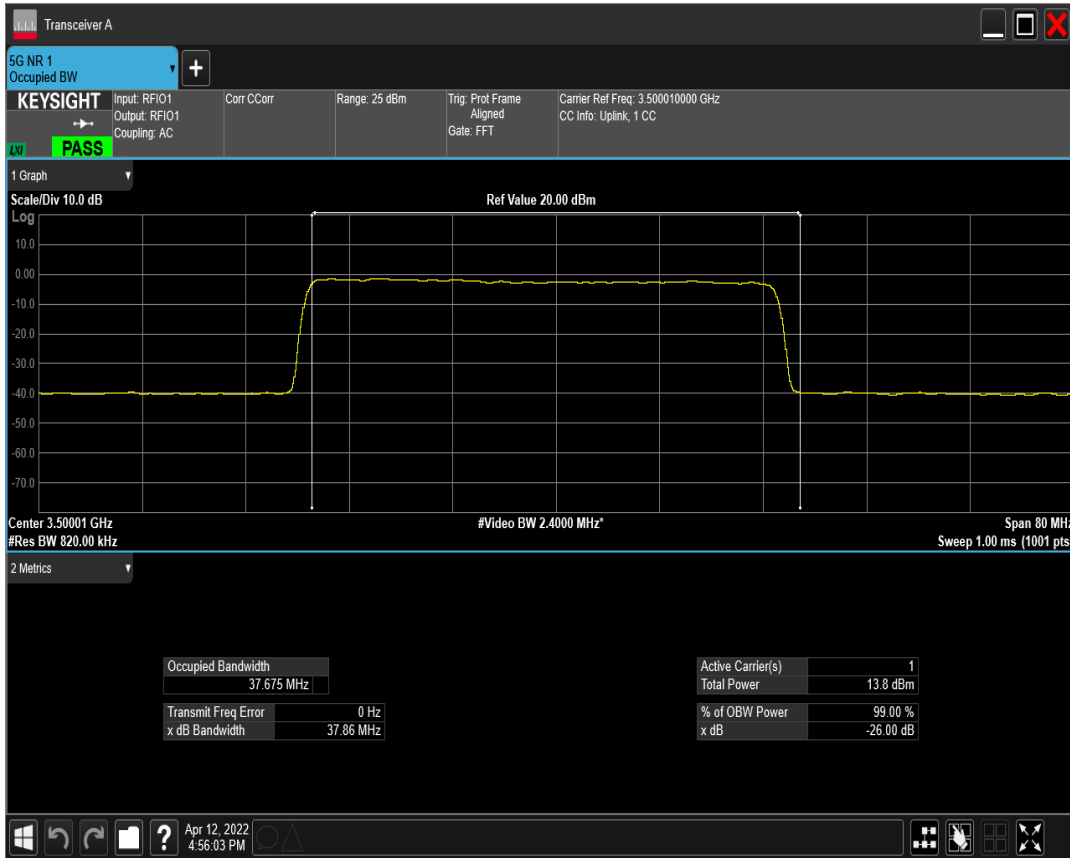 Transceiver A
5G NR 1
Occupied BW
+
KEYSIGHT
LXI
PASS
Input: RFIO1
Output: RFIO1
Coupling: AC
Corr CCorr
Range: 25 dBm
Trig: Prot Frame
Aligned
Gate: FFT
Carrier Ref Freq: 3.500010000 GHz
CC Info: Uplink, 1 CC
1 Graph
Scale/Div 10.0 dB
Ref Value 20.00 dBm
Log
10.0
0.00
-10.0
-20.0
-30.0
-40.0
-50.0
-60.0
-70.0
Center 3.50001 GHz
#Video BW 2.4000 MHz*
Span 80 MHz
#Res BW 820.00 kHz
Sweep 1.00 ms (1001 pts
2 Metrics
Occupied Bandwidth
37.675 MHz
Transmit Freq Error 0 Hz
x dB Bandwidth 37.86 MHz
Active Carrier(s) 1
Total Power 13.8 dBm
% of OBW Power 99.00 %
x dB -26.00 dB
?
Apr 12, 2022
4:56:03 PM